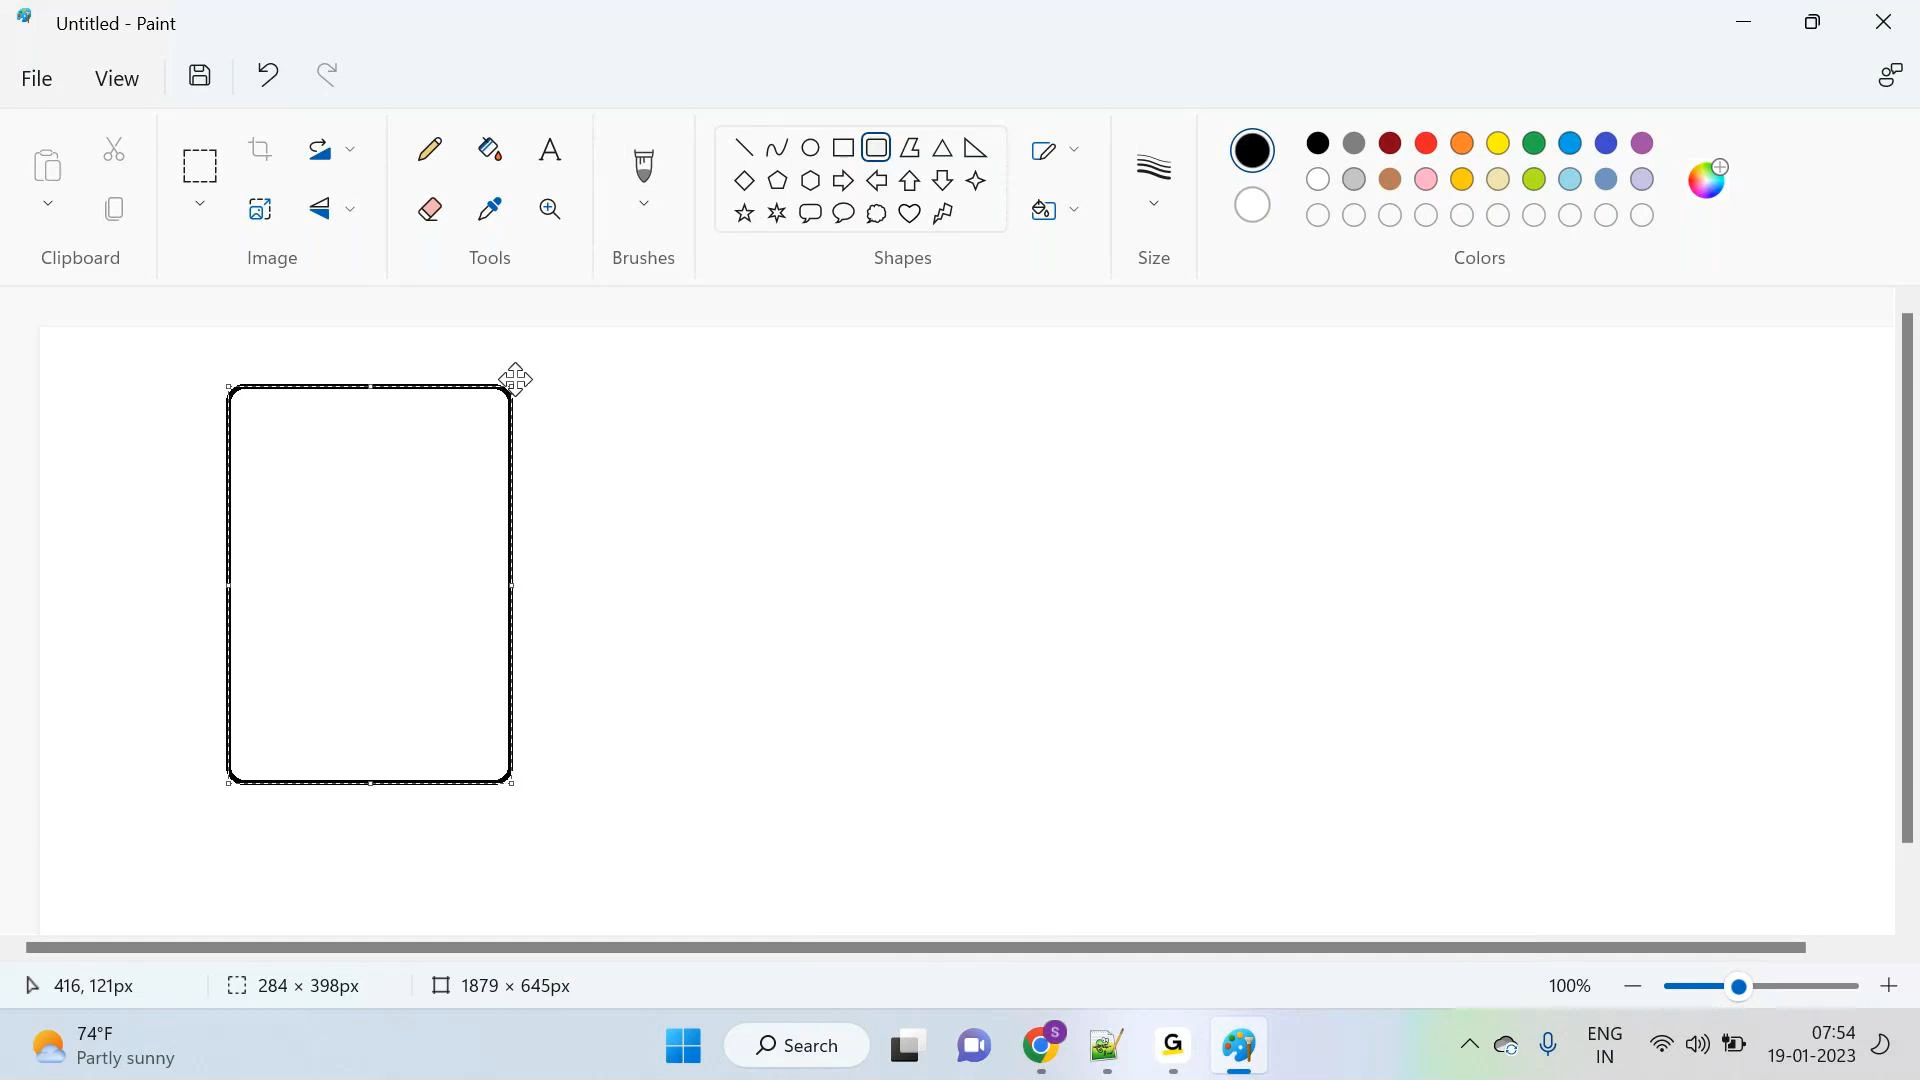 Untitled - Paint
File View
Clipboard
Image
Tools
Brushes
Shapes
Size
Colors
416, 121px
284 × 398px
1879 × 645px
100%
74°F
Partly sunny
Search
S
G
ENG
IN
07:54
19-01-2023